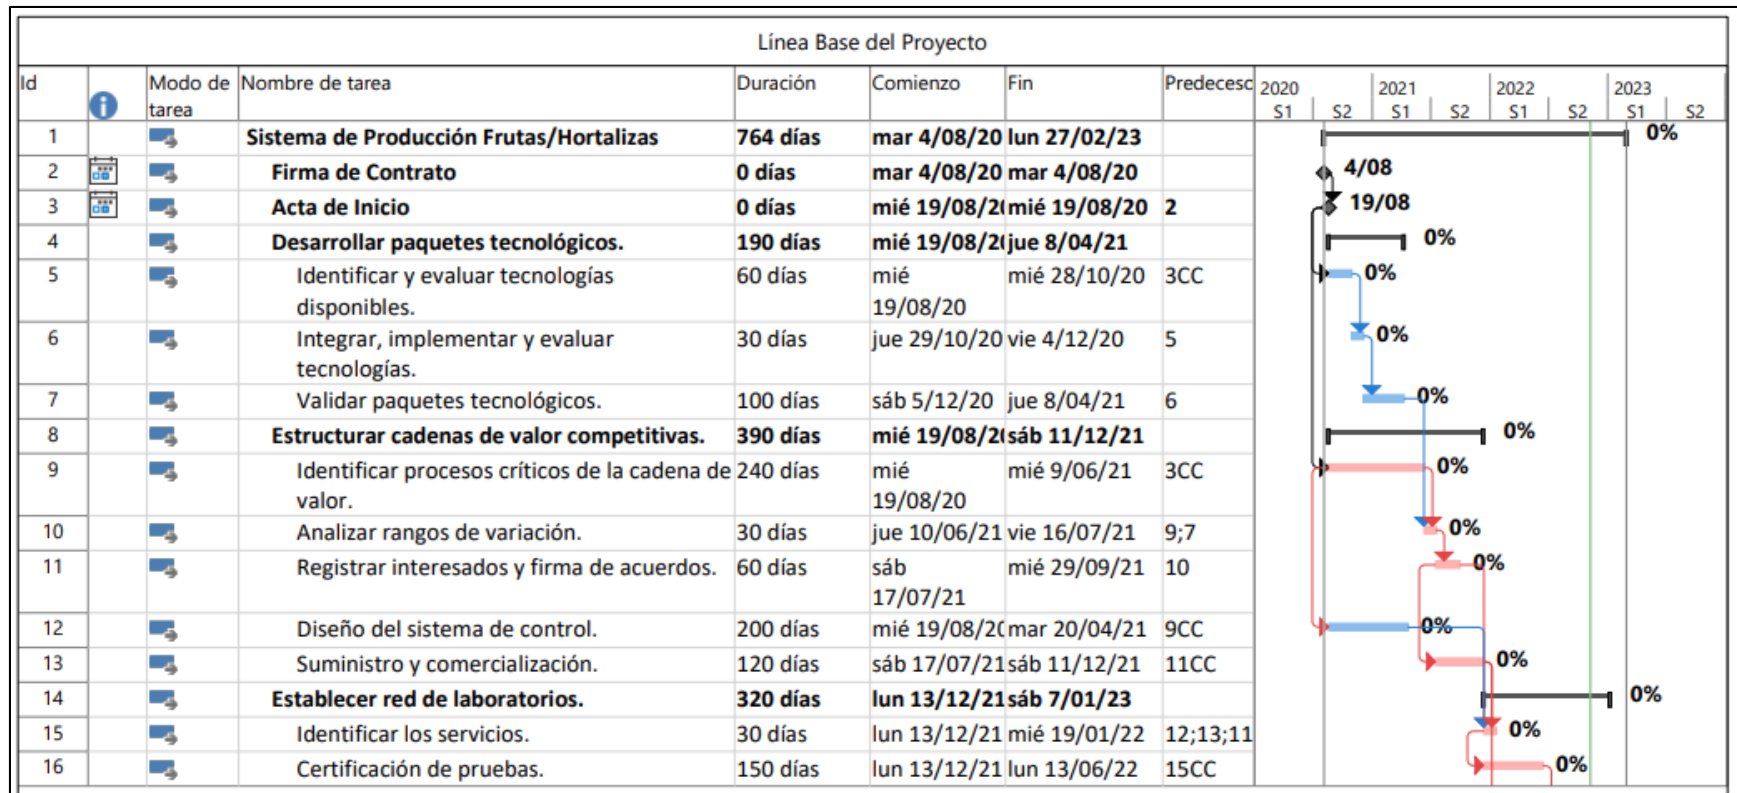 Línea Base del Proyecto
Id Modo de tarea Nombre de tarea Duración Comienzo Fin Predecesc 2020 2021 2022 2023
S1 S2 S1 S2 S1 S2 S1 S2
1 Sistema de Producción Frutas/Hortalizas 764 días mar 4/08/20 lun 27/02/23 0%
2 Firma de Contrato 0 días mar 4/08/20 mar 4/08/20 4/08
3 Acta de Inicio 0 días mié 19/08/20 mié 19/08/20 2 19/08
4 Desarrollar paquetes tecnológicos. 190 días mié 19/08/20 jue 8/04/21 0%
5 Identificar y evaluar tecnologías 60 días mié mié 28/10/20 3CC 0%
disponibles. 19/08/20
6 Integrar, implementar y evaluar 30 días jue 29/10/20 vie 4/12/20 5 0%
tecnologías.
7 Validar paquetes tecnológicos. 100 días sáb 5/12/20 jue 8/04/21 6 0%
8 Estructurar cadenas de valor competitivas. 390 días mié 19/08/20 sáb 11/12/21 0%
9 Identificar procesos críticos de la cadena de 240 días mié mié 9/06/21 3CC 0%
valor. 19/08/20
10 Analizar rangos de variación. 30 días jue 10/06/21 vie 16/07/21 9;7 0%
11 Registrar interesados y firma de acuerdos. 60 días sáb mié 29/09/21 10 0%
17/07/21
12 Diseño del sistema de control. 200 días mié 19/08/20 mar 20/04/21 9CC 0%
13 Suministro y comercialización. 120 días sáb 17/07/21 sáb 11/12/21 11CC 0%
14 Establecer red de laboratorios. 320 días lun 13/12/21 sáb 7/01/23 0%
15 Identificar los servicios. 30 días lun 13/12/21 mié 19/01/22 12;13;11 0%
16 Certificación de pruebas. 150 días lun 13/12/21 lun 13/06/22 15CC 0%